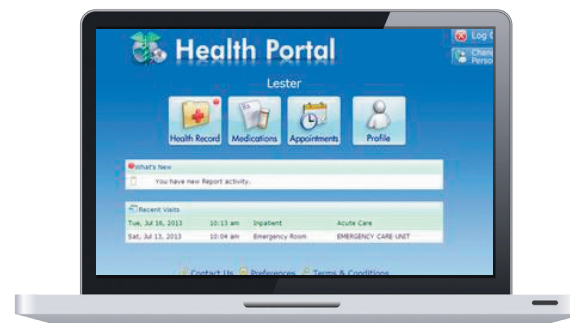 Health Portal
Log
Lester
Health Record Medications Appointments Profile
What's New
You have new Report activity.
Recent Visits
Tue, Jul 16, 2013 10:13 am Inpatient Acute Care
Sat, Jul 13, 2013 10:04 am Emergency Room EMERGENCY CARE UNIT
Contact Us Preferences Terms & Conditions